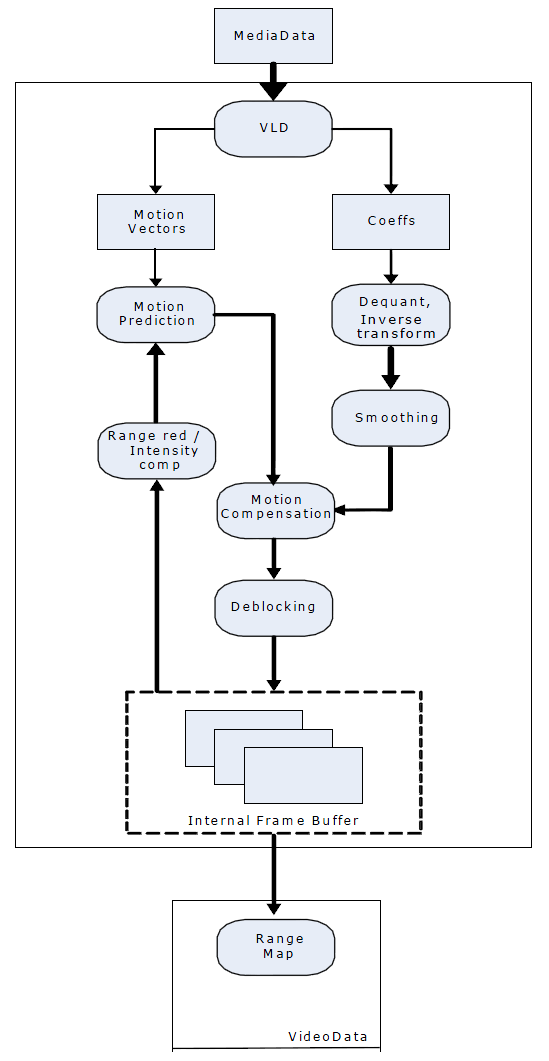 MediaData
VLD
Motion
Vectors
Coeffs
Motion
Prediction
Dequant,
Inverse
transform
Range red /
Intensity
comp
Smoothing
Motion
Compensation
Deblocking
Internal Frame Buffer
Range
Map
VideoData